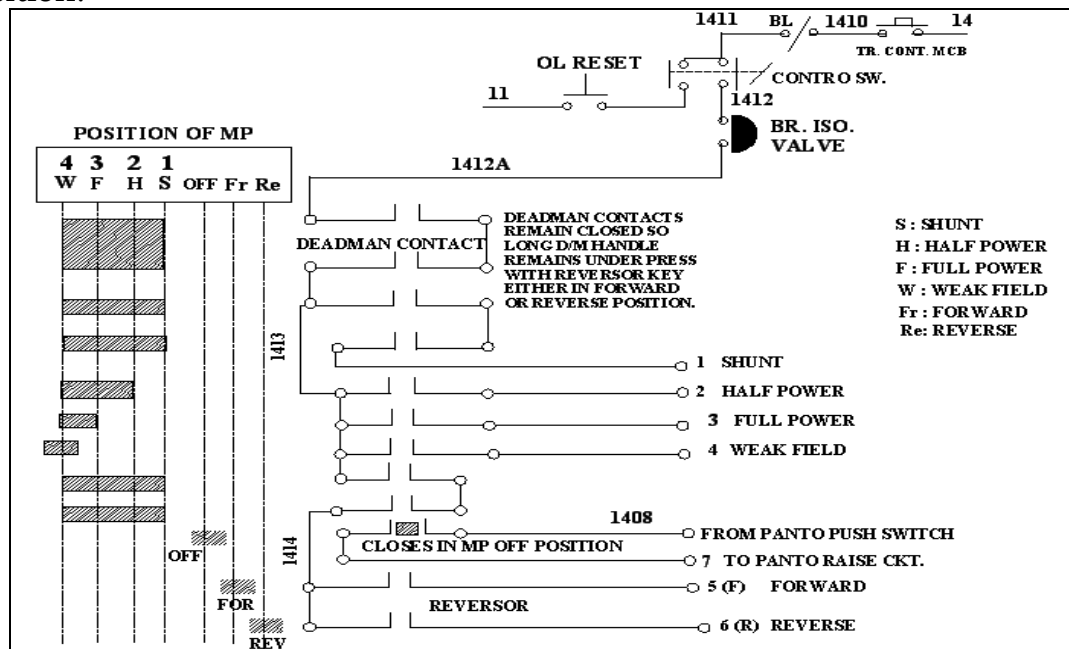 1411 BL 1410 14
TR. CONT. MCB
OL RESET
CONTRO SW.
11
1412
BR. ISO.
VALVE
POSITION OF MP
4 3 2 1
W F H S OFF Fr Re
1412A
DEADMAN CONTACT
DEADMAN CONTACTS
REMAIN CLOSED SO
LONG D/M HANDLE
REMAINS UNDER PRESS
WITH REVERSOR KEY
EITHER IN FORWARD
OR REVERSE POSITION.
S : SHUNT
H : HALF POWER
F : FULL POWER
W : WEAK FIELD
Fr : FORWARD
Re: REVERSE
1413
1 SHUNT
2 HALF POWER
3 FULL POWER
4 WEAK FIELD
1408
FROM PANTO PUSH SWITCH
CLOSES IN MP OFF POSITION
7 TO PANTO RAISE CKT.
OFF
1414
5 (F) FORWARD
FOR
REVERSOR
6 (R) REVERSE
REV